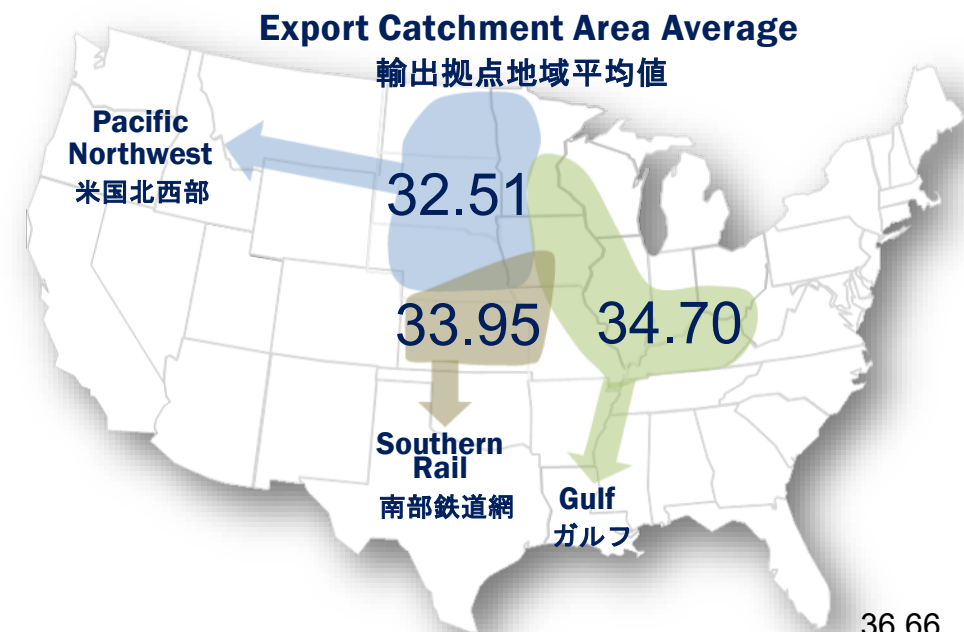 Export Catchment Area Average
輸出拠点地域平均値
Pacific
Northwest
米国北西部
32.51
33.95
34.70
Southern
Rail
南部鉄道網
Gulf
ガルフ
36.66